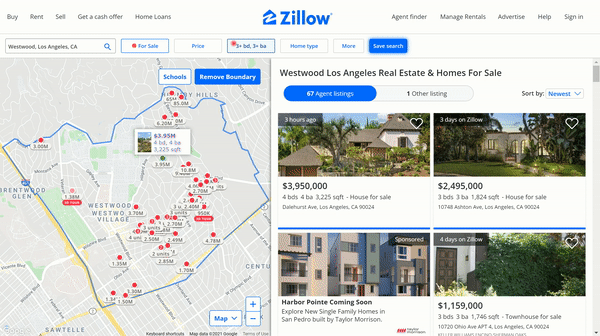 Buy Rent Sell Get a cash offer Home Loans
Zillow
Agent finder Manage Rentals Advertise Help Sign in
Westwood, Los Angeles, CA
For Sale
Price
3+ bd, 3+ ba
Home type
More
Save search
Schools
Remove Boundary
HILLS
65M
85.0M
3.00M
$3.95M
4 bd, 4 ba
3,225 sqft
3.95M
10.8M
2.70M
1.38M
BRENTWOOD
GLEN
WESTWOOD
VILLAGE
2.40M
3 units
950K
3.70M
2.49M
4.78M
2 units
2.85M
1.70M
CENTU
SAWTELLE
Map
+
−
Keyboard shortcuts Map data ©2021 Google Terms of Use
Westwood Los Angeles Real Estate & Homes For Sale
67 Agent listings
1 Other listing
Sort by: Newest
3 hours ago
$3,950,000
4 bds 4 ba 3,225 sqft - House for sale
Dalehurst Ave, Los Angeles, CA 90024
3 days on Zillow
$2,495,000
3 bds 3 ba 1,824 sqft - House for sale
10748 Ashton Ave, Los Angeles, CA 90024
Sponsored
Harbor Pointe Coming Soon
Explore New Single Family Homes in
San Pedro built by Taylor Morrison.
4 days on Zillow
$1,159,000
3 bds 3 ba 1,746 sqft - Townhouse for sale
10720 Ohio Ave APT 4, Los Angeles, CA 90024